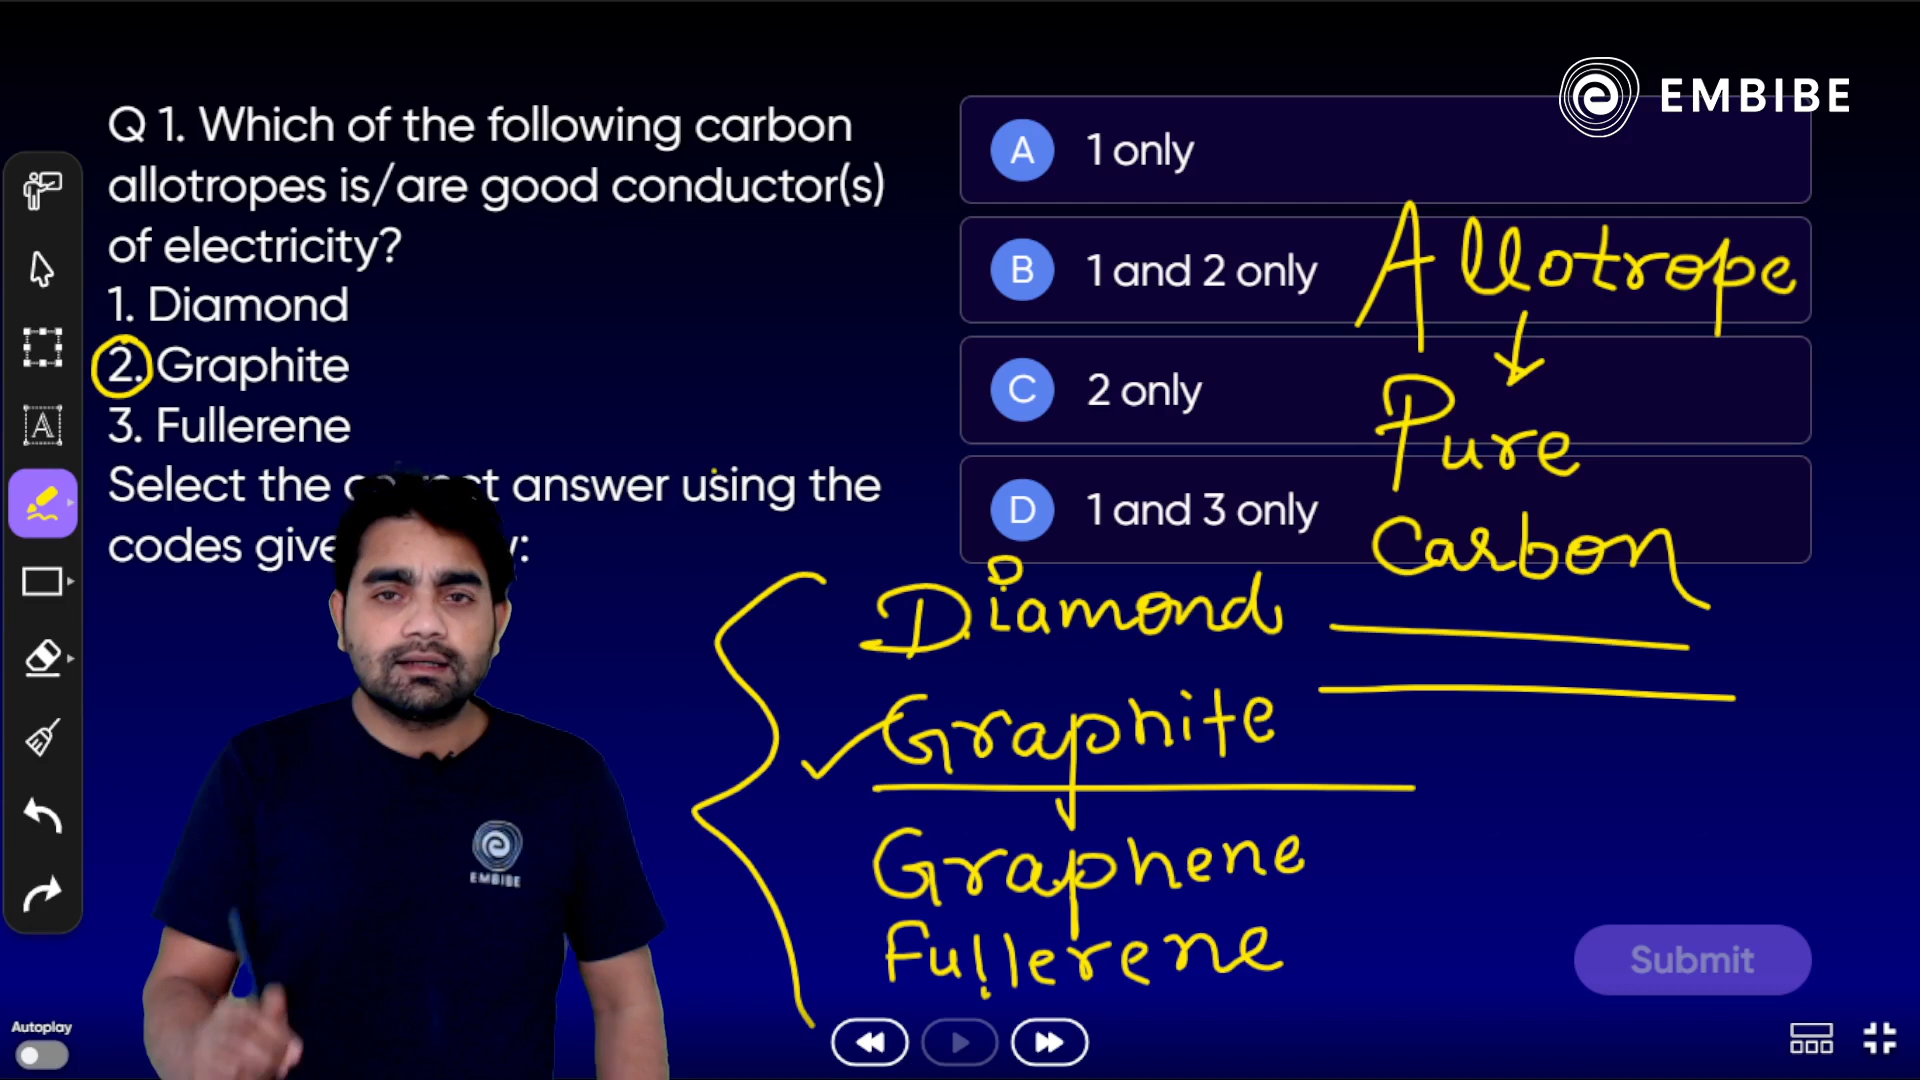 EMBIBE
Q 1. Which of the following carbon
allotropes is/are good conductor(s)
of electricity?
1. Diamond
2. Graphite
3. Fullerene
Select the answer using the
codes
A 1 only
B 1 and 2 only
C 2 only
D 1 and 3 only
Allotrope
Pure
Carbon
Diamond
Graphite
Graphene
Fullerene
EMBIBE
Submit
Autoplay